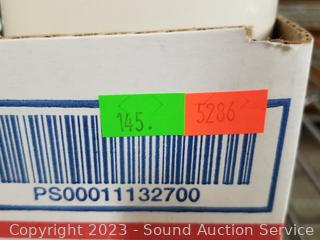 145.
5286
PS00011132700
Copyright 2023 - Sound Auction Service